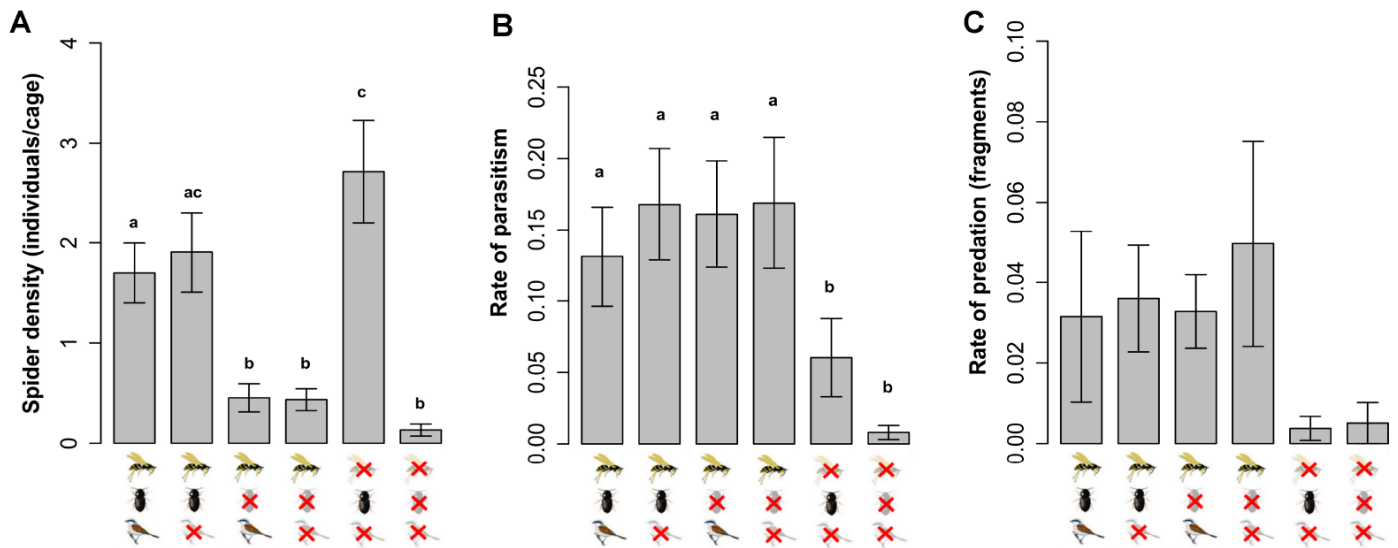 A
Spider density (individuals/cage)
0
1
2
3
4
a
ac
b
b
c
b
B
Rate of parasitism
0.00
0.05
0.10
0.15
0.20
0.25
a
a
a
a
b
b
C
Rate of predation (fragments)
0.00
0.02
0.04
0.06
0.08
0.10